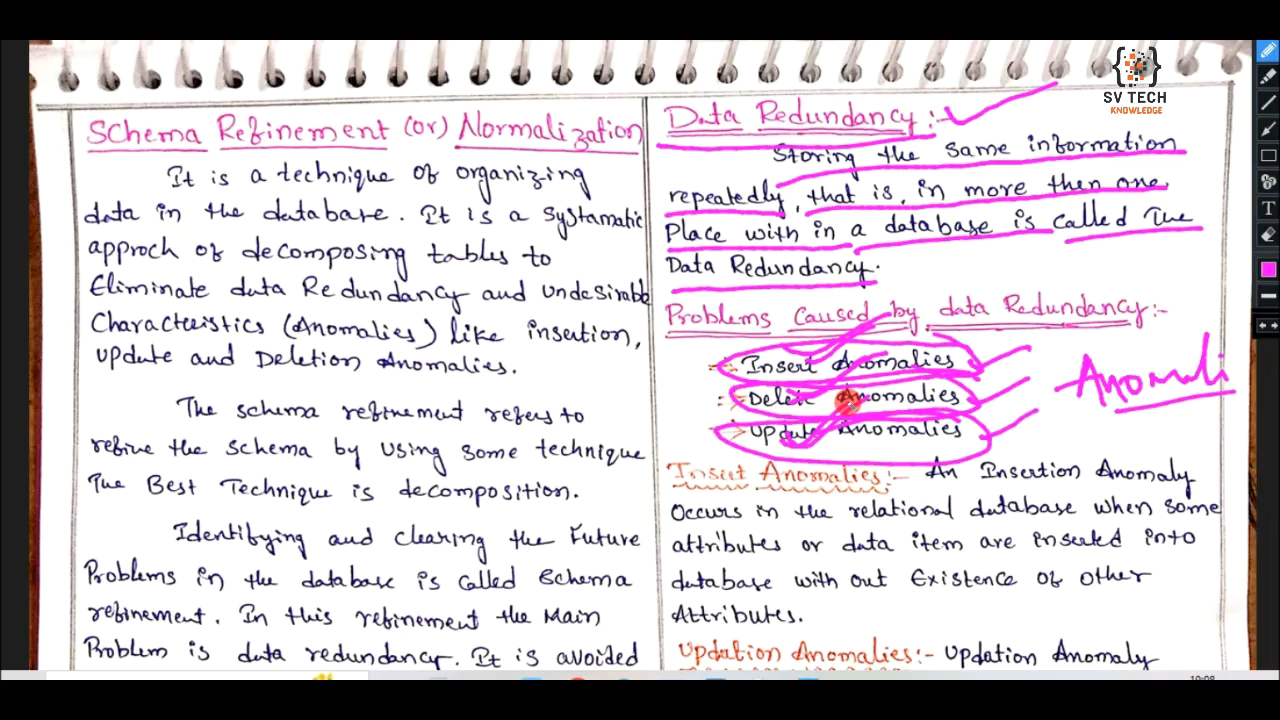 SV TECH
KNOWLEDGE
Schema Refinement (or) Normalization
It is a technique of organizing
data in the database. It is a Systamatic
approch of decomposing tables to
Eliminate data Redundancy and undesirable
Characteristics (Anomalies) like insertion,
update and Deletion Anomalies.
The schema refinement refers to
refine the schema by using some technique
The Best Technique is decomposition.
Identifying and clearing the Future
Problems in the database is called Schema
refinement. In this refinement the Main
Problem is data redundancy. It is avoided
Data Redundancy:-
Storing the same information
repeatedly, that is, in more then one
Place with in a database is called The
Data Redundancy.
Problems Caused by data Redundancy:-
Insert Anomalies
Delete Anomalies
Update Anomalies
Anomali
Insert Anomalies:- An Insertion Anomaly
Occurs in the relational database when some
attributes or data item are inserted into
database with out Existence of other
Attributes.
Updation Anomalies:- Updation Anomaly
T